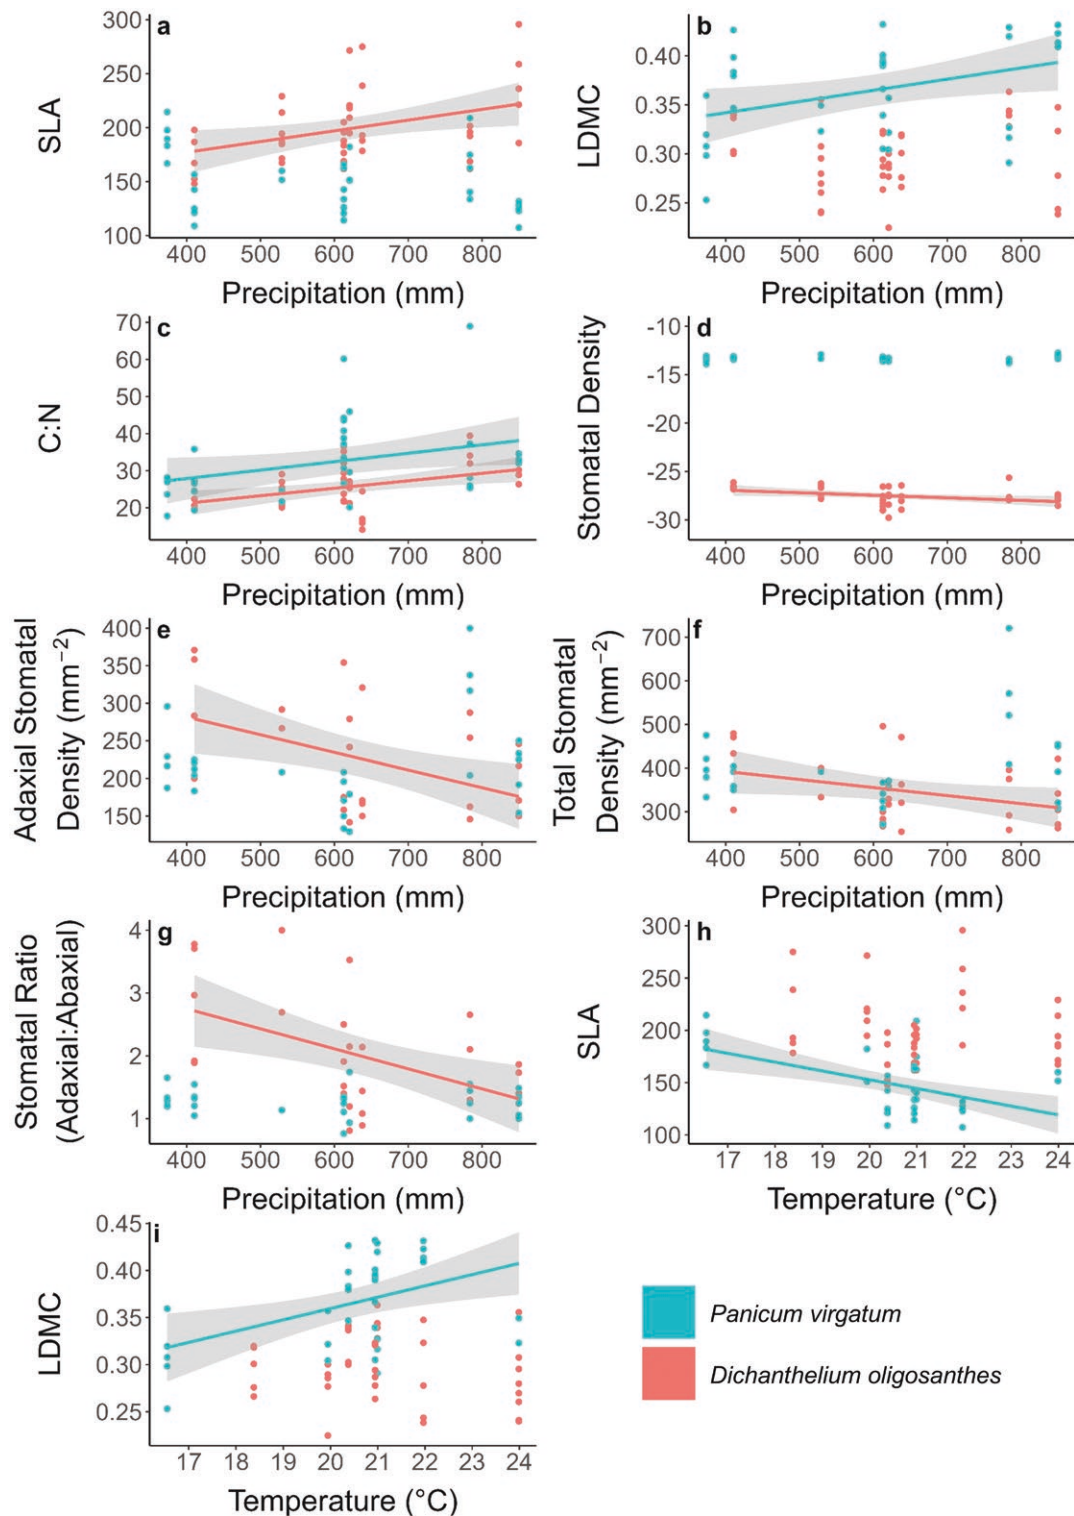 a
300
250
200
150
100
SLA
400 500 600 700 800
Precipitation (mm)
b
0.40
0.35
0.30
0.25
LDMC
400 500 600 700 800
Precipitation (mm)
c
70
60
50
40
30
20
C:N
400 500 600 700 800
Precipitation (mm)
d
-10
-15
-20
-25
-30
Stomatal Density
400 500 600 700 800
Precipitation (mm)
e
400
350
300
250
200
150
Adaxial Stomatal
Density (mm⁻²)
400 500 600 700 800
Precipitation (mm)
f
700
600
500
400
300
Total Stomatal
Density (mm⁻²)
400 500 600 700 800
Precipitation (mm)
g
4
3
2
1
Stomatal Ratio
(Adaxial:Abaxial)
400 500 600 700 800
Precipitation (mm)
h
300
250
200
150
100
SLA
17 18 19 20 21 22 23 24
Temperature (°C)
i
0.45
0.40
0.35
0.30
0.25
LDMC
17 18 19 20 21 22 23 24
Temperature (°C)
Panicum virgatum
Dichanthelium oligosanthes